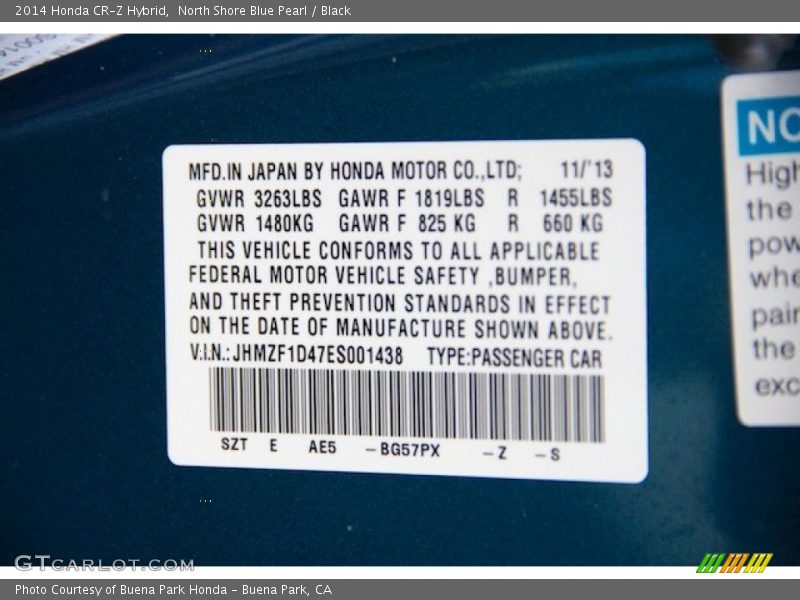 2014 Honda CR-Z Hybrid,  North Shore Blue Pearl / Black
MFD.IN JAPAN BY HONDA MOTOR CO.,LTD; 11/'13
GVWR 3263LBS GAWR F 1819LBS R 1455LBS
GVWR 1480KG GAWR F 825 KG R 660 KG
THIS VEHICLE CONFORMS TO ALL APPLICABLE
FEDERAL MOTOR VEHICLE SAFETY ,BUMPER,
AND THEFT PREVENTION STANDARDS IN EFFECT
ON THE DATE OF MANUFACTURE SHOWN ABOVE.
V.I.N.:JHMZF1D47ES001438 TYPE:PASSENGER CAR
SZT E AE5 –BG57PX –Z –S
NO
High
the
pow
whe
pain
the
exc
GTCARLOT.COM
Photo Courtesy of Buena Park Honda - Buena Park, CA